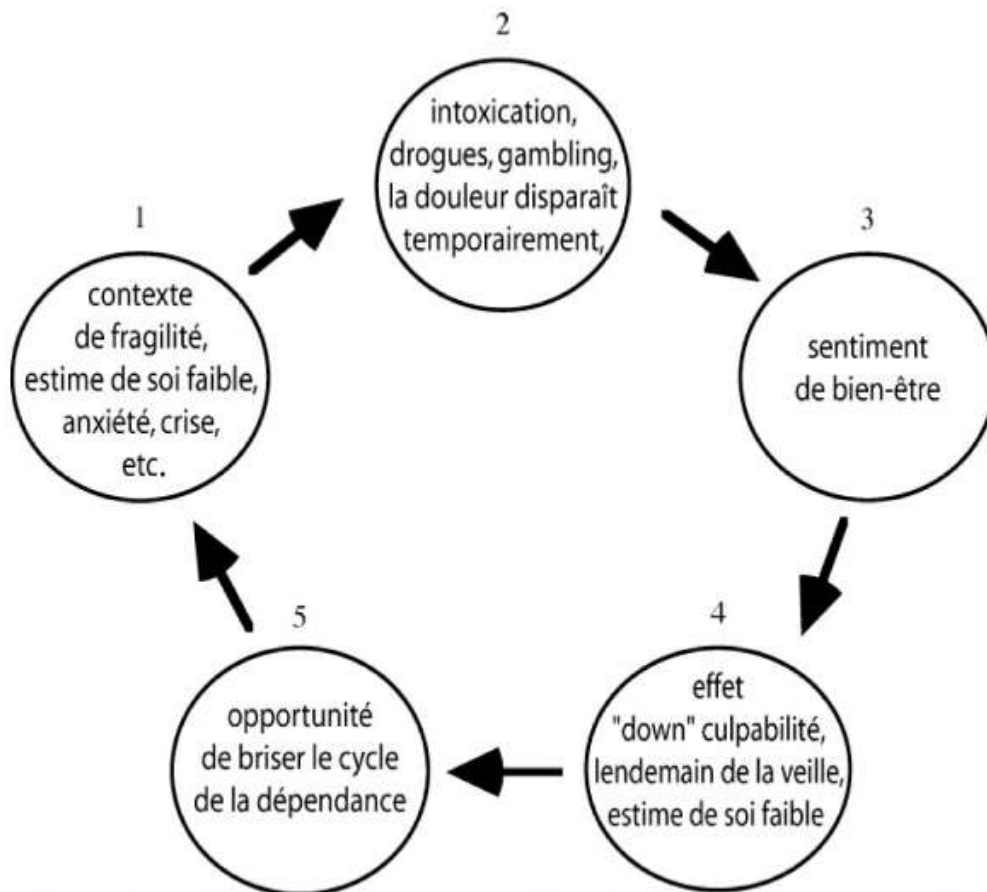 1
contexte
de fragilité,
estime de soi faible,
anxiété, crise,
etc.
2
intoxication,
drogues, gambling,
la douleur disparaît
temporairement,
3
sentiment
de bien-être
4
effet
"down" culpabilité,
lendemain de la veille,
estime de soi faible
5
opportunité
de briser le cycle
de la dépendance